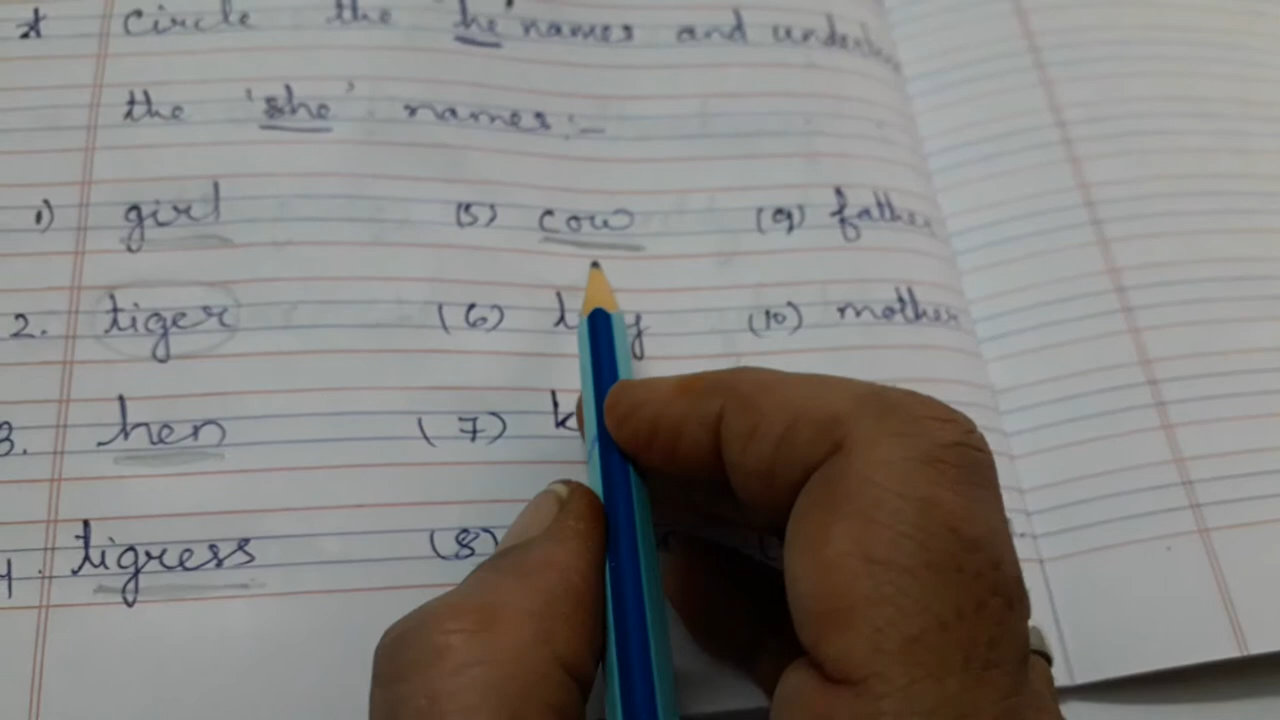 * Circle the 'he' names and
the 'she' names:-
1) girl (5) cow (9) father
2. tiger (6) (10) mother
3. hen (7)
4. tigress (8)